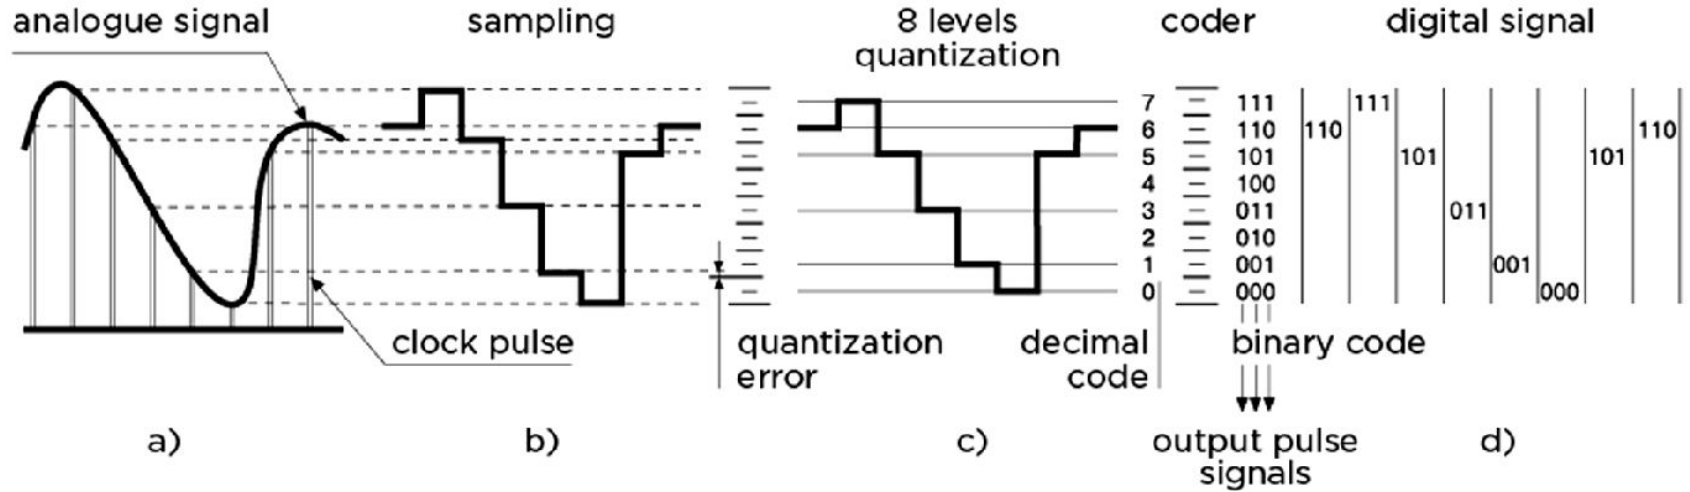 analogue signal
sampling
8 levels
quantization
coder
digital signal
7
6
5
4
3
2
1
0
111
110
101
100
011
010
001
000
110
111
101
011
001
000
101
110
clock pulse
quantization
error
decimal
code
binary code
output pulse
signals
a)
b)
c)
d)